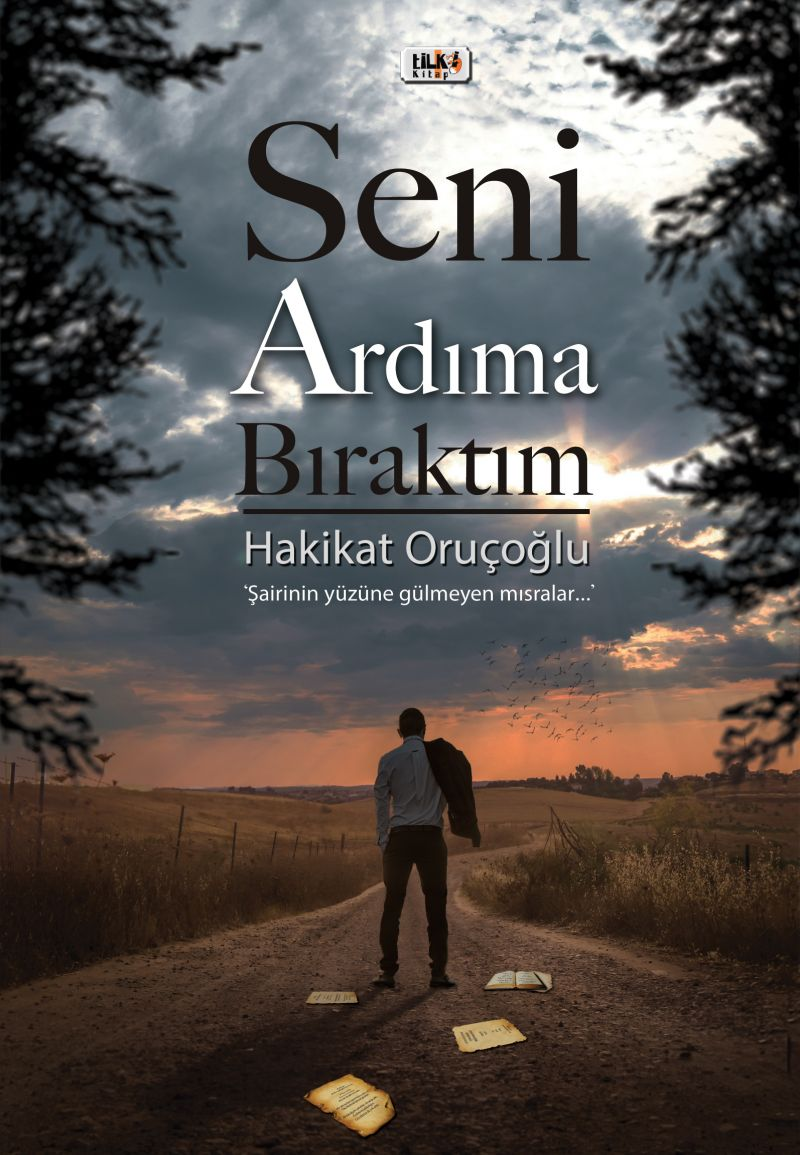 tiLKi
Kitap
Seni
Ardıma
Bıraktım
Hakikat Oruçoğlu
‘Şairinin yüzüne gülmeyen mısralar...’